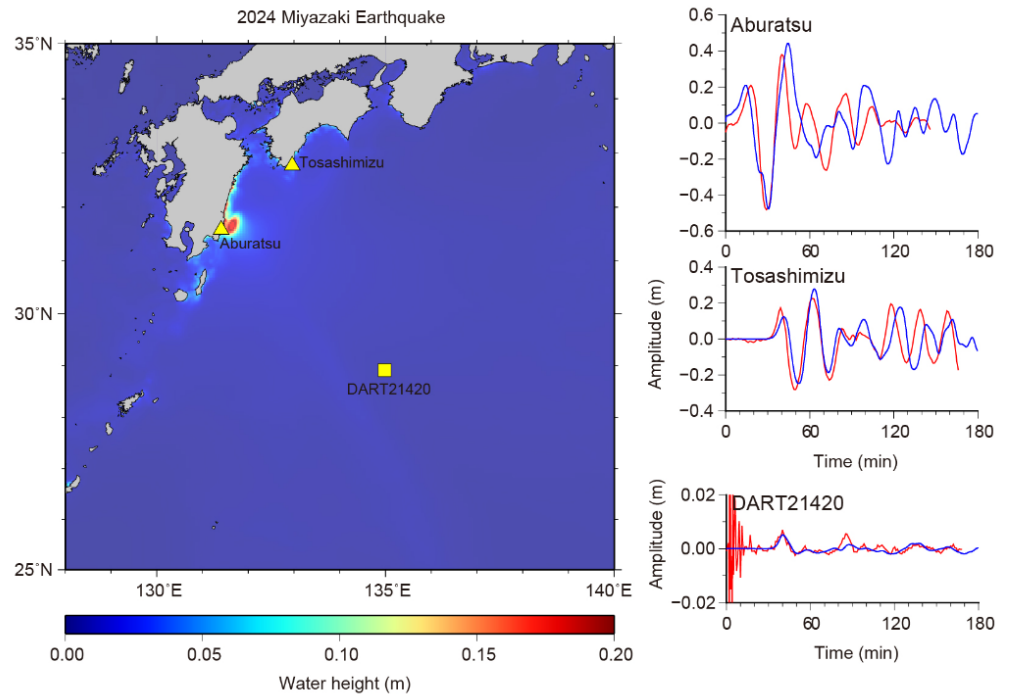 2024 Miyazaki Earthquake
35˚N
30˚N
25˚N
130˚E
135˚E
140˚E
Tosashimizu
Aburatsu
DART21420
0.00
0.05
0.10
0.15
0.20
Water height (m)
Aburatsu
0.6
0.4
0.2
0.0
−0.2
−0.4
−0.6
0
60
120
180
Tosashimizu
0.4
0.2
0.0
−0.2
−0.4
Amplitude (m)
0
60
120
180
Time (min)
DART21420
0.02
0.00
−0.02
Amplitude (m)
0
60
120
180
Time (min)